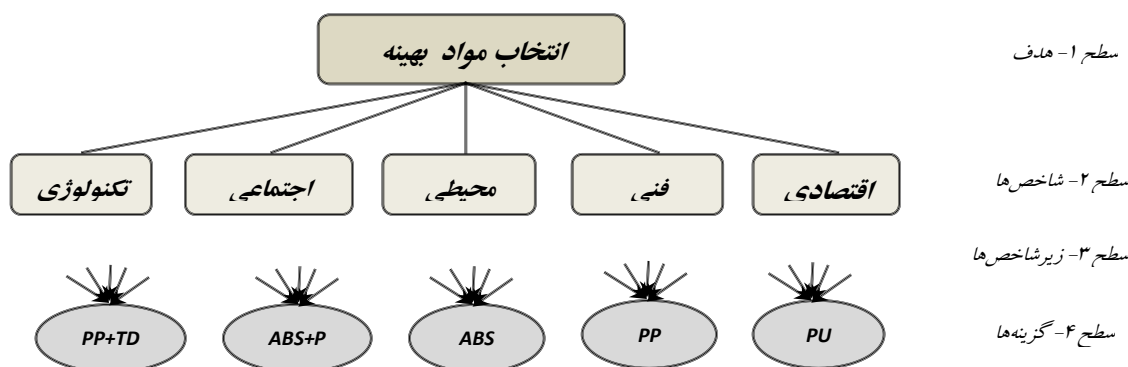 انتخاب مواد بهینه
سطح ۱- هدف
اقتصادی
فنی
محیطی
اجتماعی
تکنولوژی
سطح ۲- شاخص‌ها
سطح ۳- زیرشاخص‌ها
PU
PP
ABS
ABS+P
PP+TD
سطح ۴- گزینه‌ها